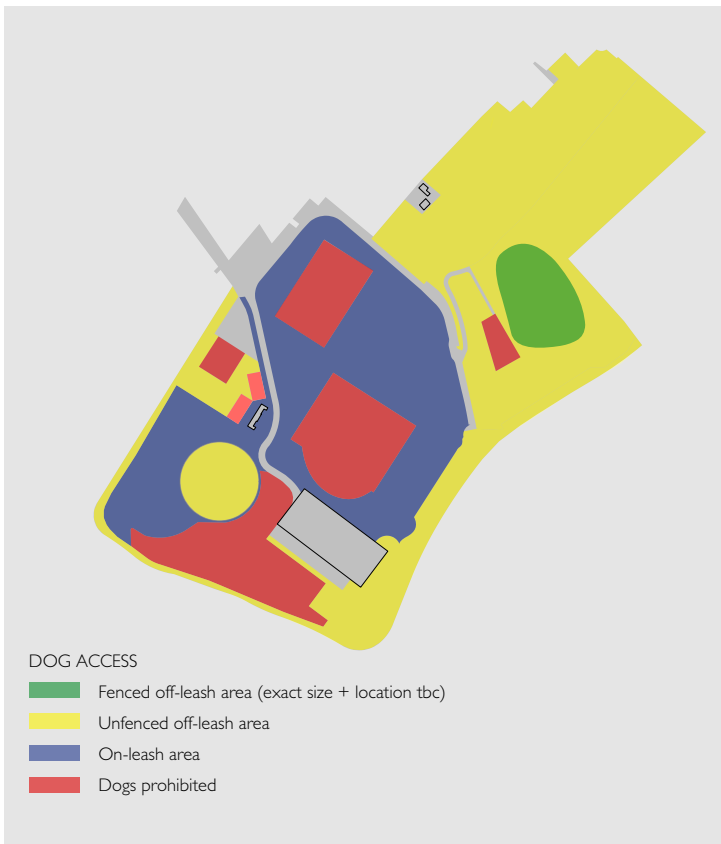 DOG ACCESS
Fenced off-leash area (exact size + location tbc)
Unfenced off-leash area
On-leash area
Dogs prohibited